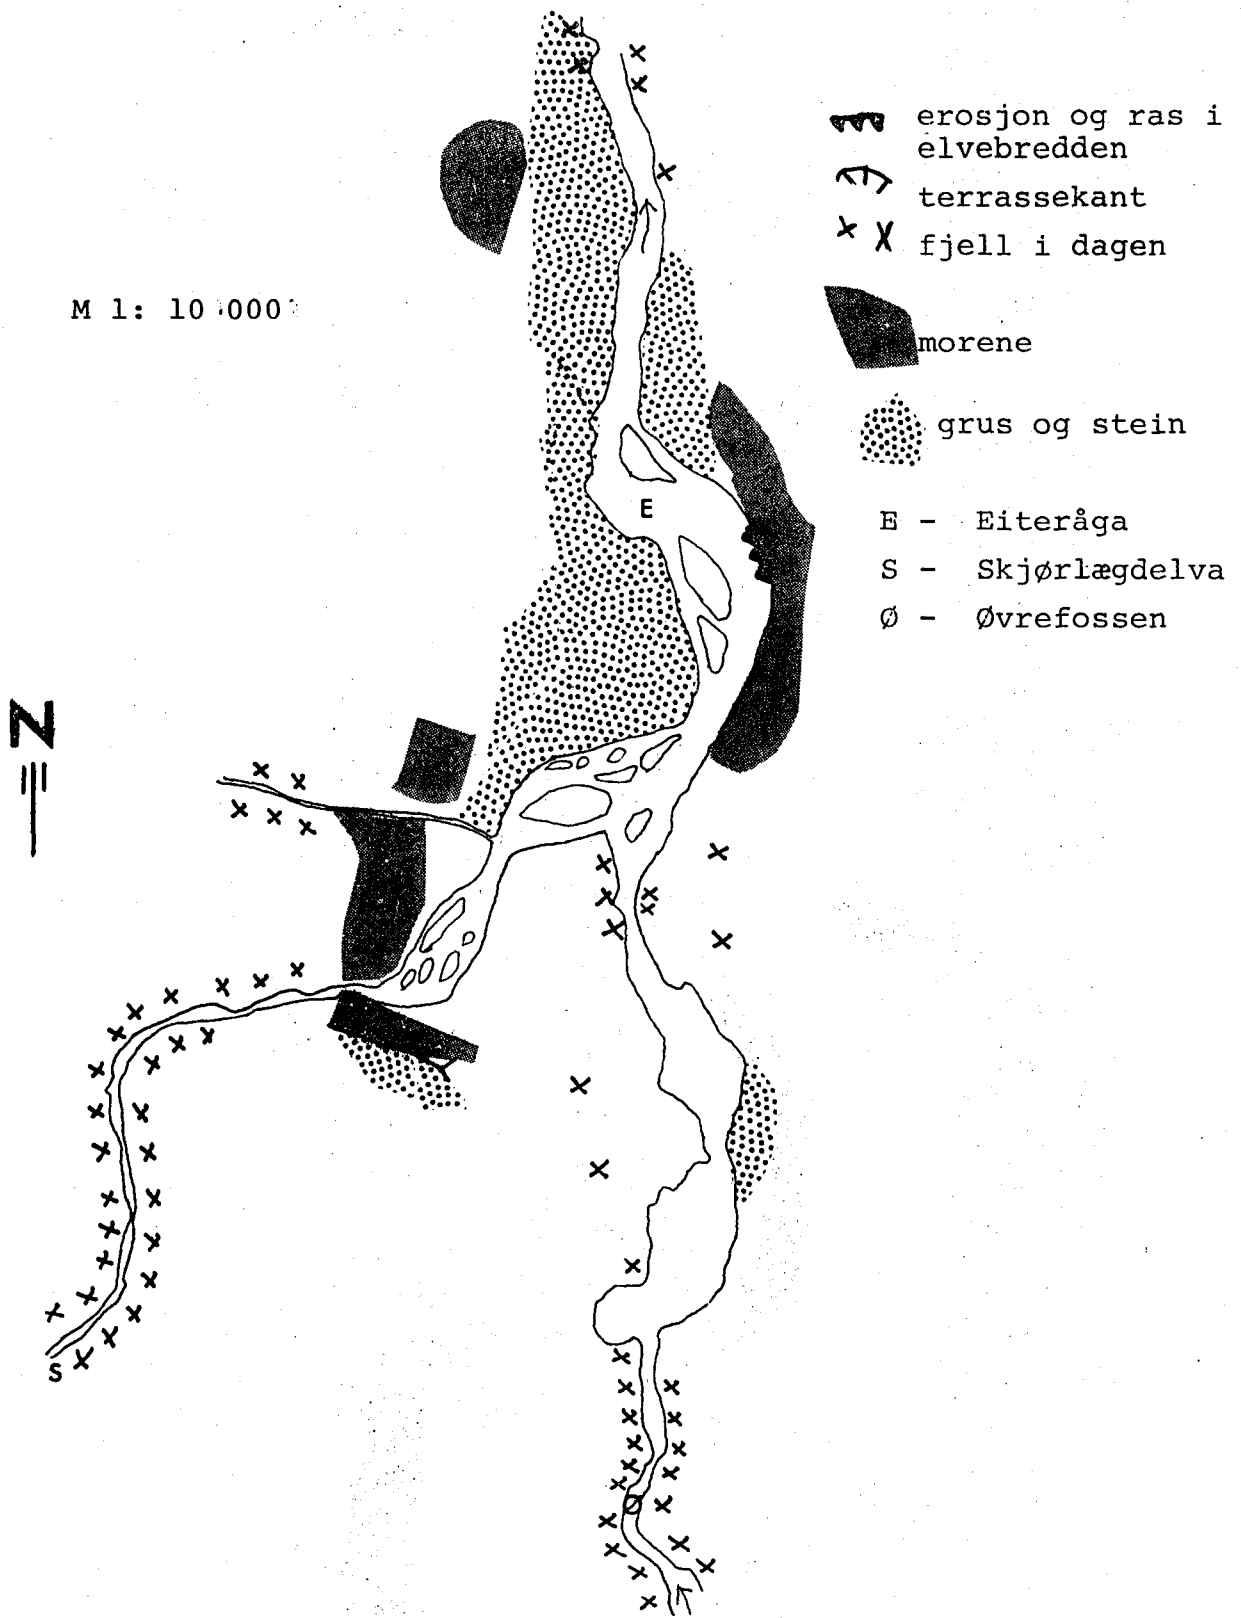 erosjon og ras i
elvebredden
terrassekant
fjell i dagen
M 1: 10 000
morene
grus og stein
E
E - Eiteråga
S - Skjørlægdelva
Ø - Øvrefossen
N
S
Ø